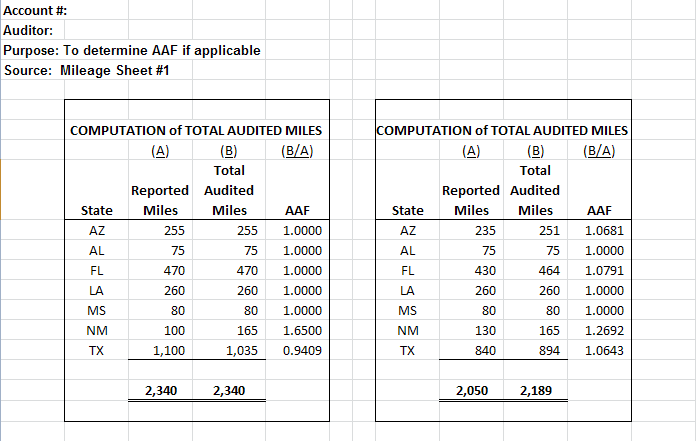 Account #:
Auditor:
Purpose: To determine AAF if applicable
Source: Mileage Sheet #1
COMPUTATION of TOTAL AUDITED MILES
(A) (B) (B/A)
Total
Reported Audited
State Miles Miles AAF
AZ 255 255 1.0000
AL 75 75 1.0000
FL 470 470 1.0000
LA 260 260 1.0000
MS 80 80 1.0000
NM 100 165 1.6500
TX 1,100 1,035 0.9409
2,340 2,340
COMPUTATION of TOTAL AUDITED MILES
(A) (B) (B/A)
Total
Reported Audited
State Miles Miles AAF
AZ 235 251 1.0681
AL 75 75 1.0000
FL 430 464 1.0791
LA 260 260 1.0000
MS 80 80 1.0000
NM 130 165 1.2692
TX 840 894 1.0643
2,050 2,189